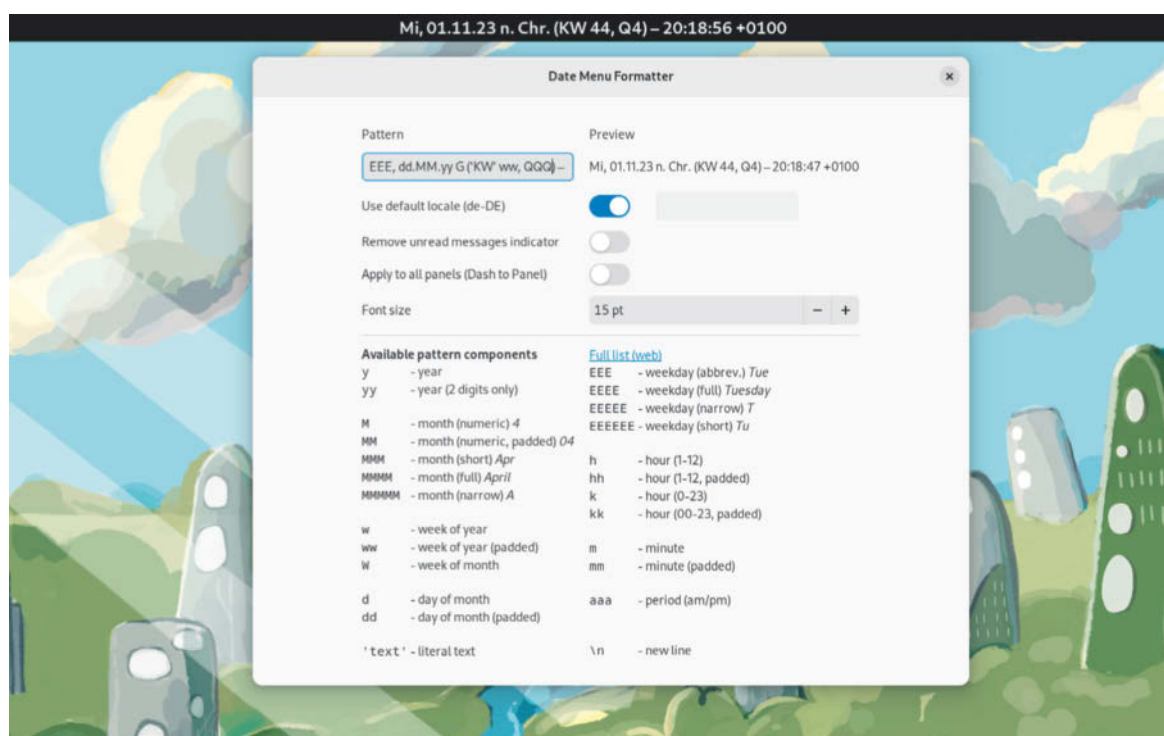 Mi, 01.11.23 n. Chr. (KW 44, Q4) – 20:18:56 +0100
Date Menu Formatter
Pattern
Preview
EEE, dd.MM.yy G ('KW' ww, QQQ) –
Mi, 01.11.23 n. Chr. (KW 44, Q4) – 20:18:47 +0100
Use default locale (de-DE)
Remove unread messages indicator
Apply to all panels (Dash to Panel)
Font size
15 pt − +
Available pattern components
y - year
yy - year (2 digits only)
M - month (numeric) 4
MM - month (numeric, padded) 04
MMM - month (short) Apr
MMMM - month (full) April
MMMMM - month (narrow) A
w - week of year
ww - week of year (padded)
W - week of month
d - day of month
dd - day of month (padded)
'text' - literal text
Full list (web)
EEE - weekday (abbrev.) Tue
EEEE - weekday (full) Tuesday
EEEEE - weekday (narrow) T
EEEEEE - weekday (short) Tu
h - hour (1-12)
hh - hour (1-12, padded)
k - hour (0-23)
kk - hour (00-23, padded)
m - minute
mm - minute (padded)
aaa - period (am/pm)
\n - new line